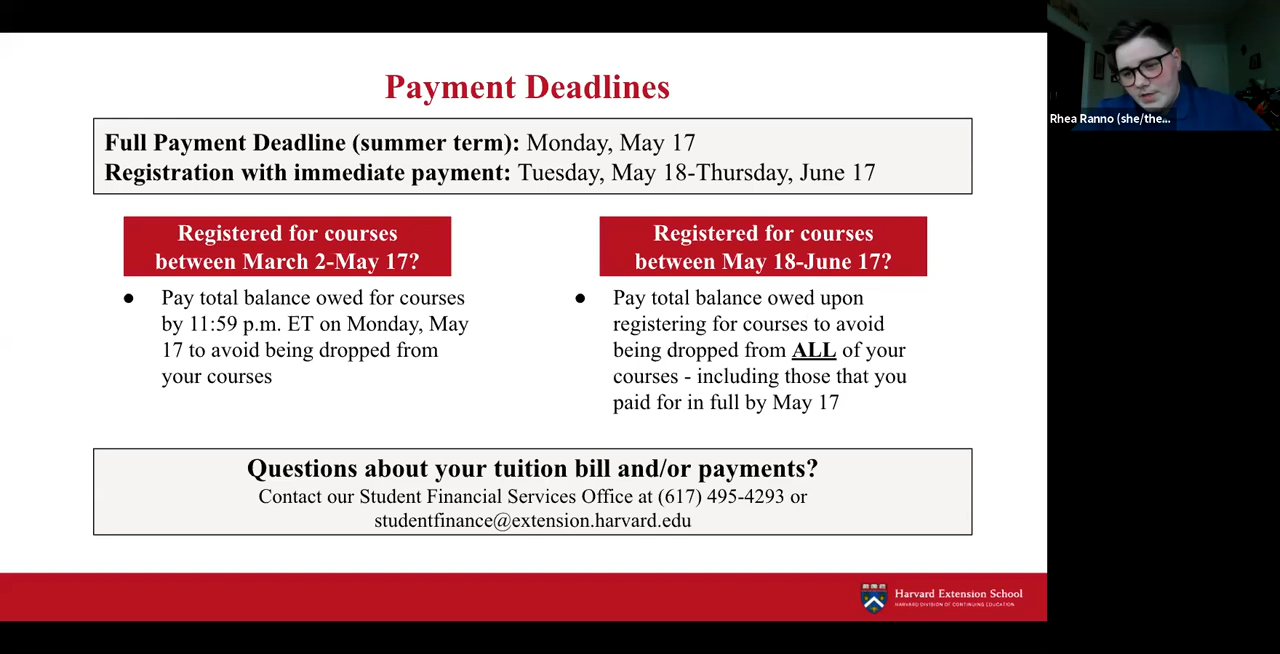 Payment Deadlines
Full Payment Deadline (summer term): Monday, May 17
Registration with immediate payment: Tuesday, May 18-Thursday, June 17
Registered for courses
between March 2-May 17?
● Pay total balance owed for courses
by 11:59 p.m. ET on Monday, May
17 to avoid being dropped from
your courses
Registered for courses
between May 18-June 17?
● Pay total balance owed upon
registering for courses to avoid
being dropped from ALL of your
courses - including those that you
paid for in full by May 17
Questions about your tuition bill and/or payments?
Contact our Student Financial Services Office at (617) 495-4293 or
studentfinance@extension.harvard.edu
Harvard Extension School
HARVARD DIVISION OF CONTINUING EDUCATION
Rhea Ranno (she/the...